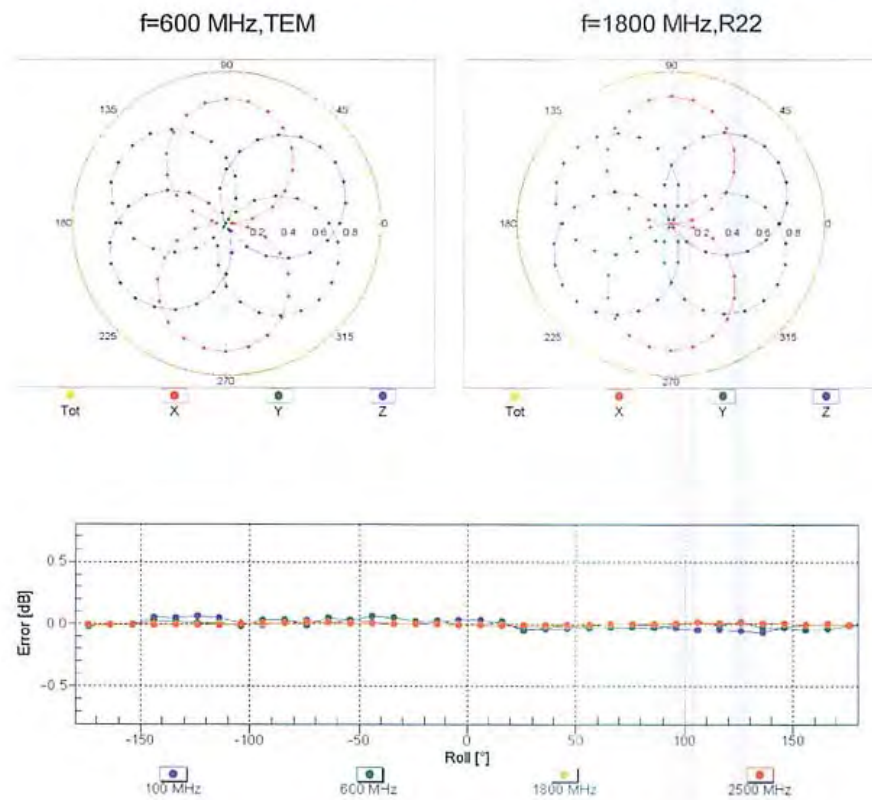 f=600 MHz,TEM
90
135
45
180
0.2 0.4 0.6 0.8
0
225
315
270
Tot
X
Y
Z
f=1800 MHz,R22
90
135
45
180
0.2 0.4 0.6 0.8
0
225
315
270
Tot
X
Y
Z
Error [dB]
0.5
0.0
-0.5
-150
-100
-50
0
50
100
150
Roll [°]
100 MHz
600 MHz
1800 MHz
2500 MHz